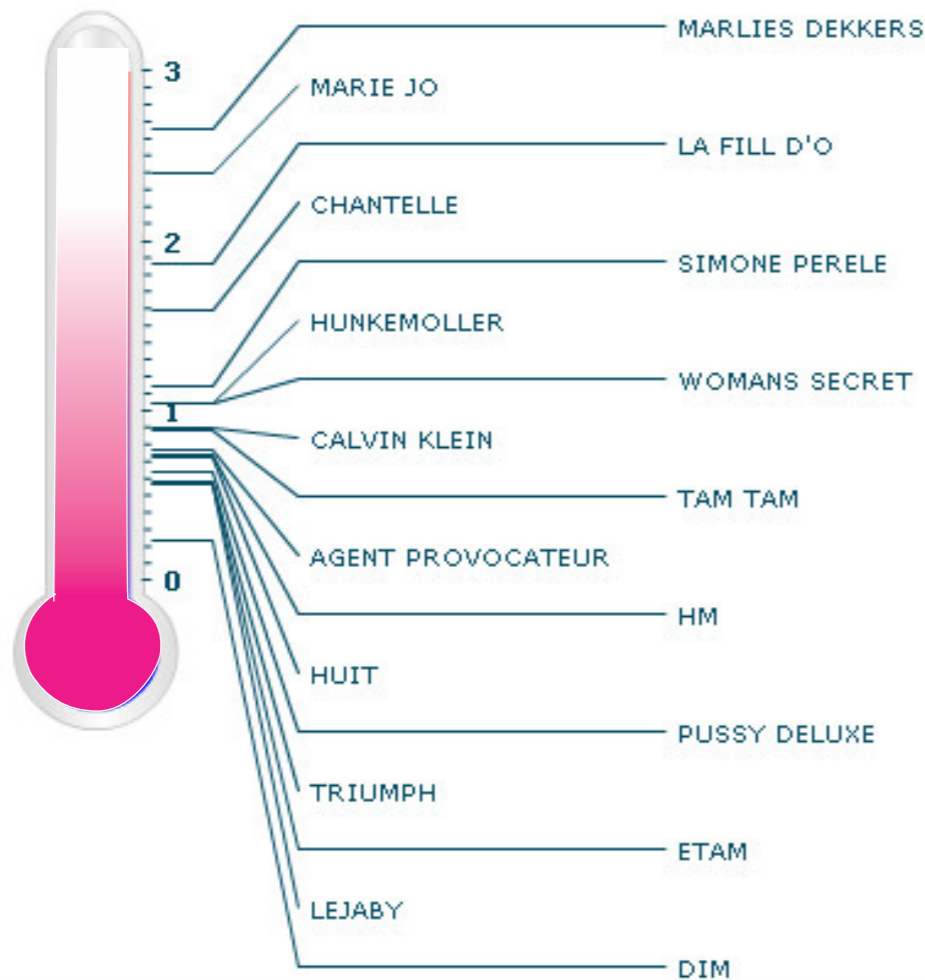 MARLIES DEKKERS
3
MARIE JO
LA FILL D'O
CHANTELLE
2
SIMONE PERELE
HUNKEMOLLER
WOMANS SECRET
1
CALVIN KLEIN
TAM TAM
AGENT PROVOCATEUR
0
HM
HUIT
PUSSY DELUXE
TRIUMPH
ETAM
LEJABY
DIM